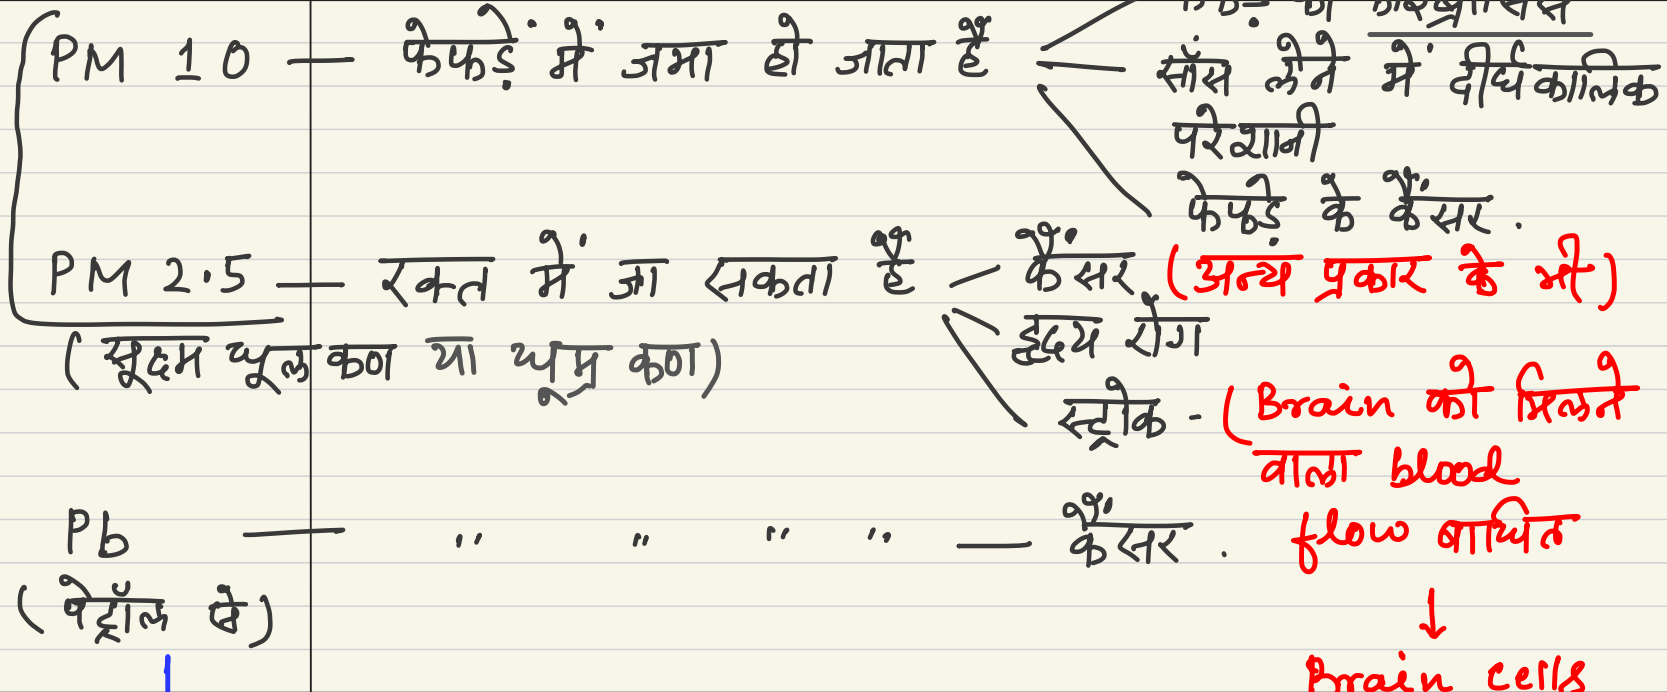 PM 10 — फेफड़े में जमा हो जाता है
साँस लेने में दीर्घकालिक
परेशानी
फेफड़े के कैंसर.
PM 2.5 — रक्त में जा सकता है — कैंसर (अन्य प्रकार के भी)
हृदय रोग
(सूक्ष्म धूल कण या धूम्र कण)
स्ट्रोक - (Brain को मिलने
वाला blood
flow बाधित
Pb — " " " " — कैंसर.
(पेट्रोल से)
↓
Brain cells